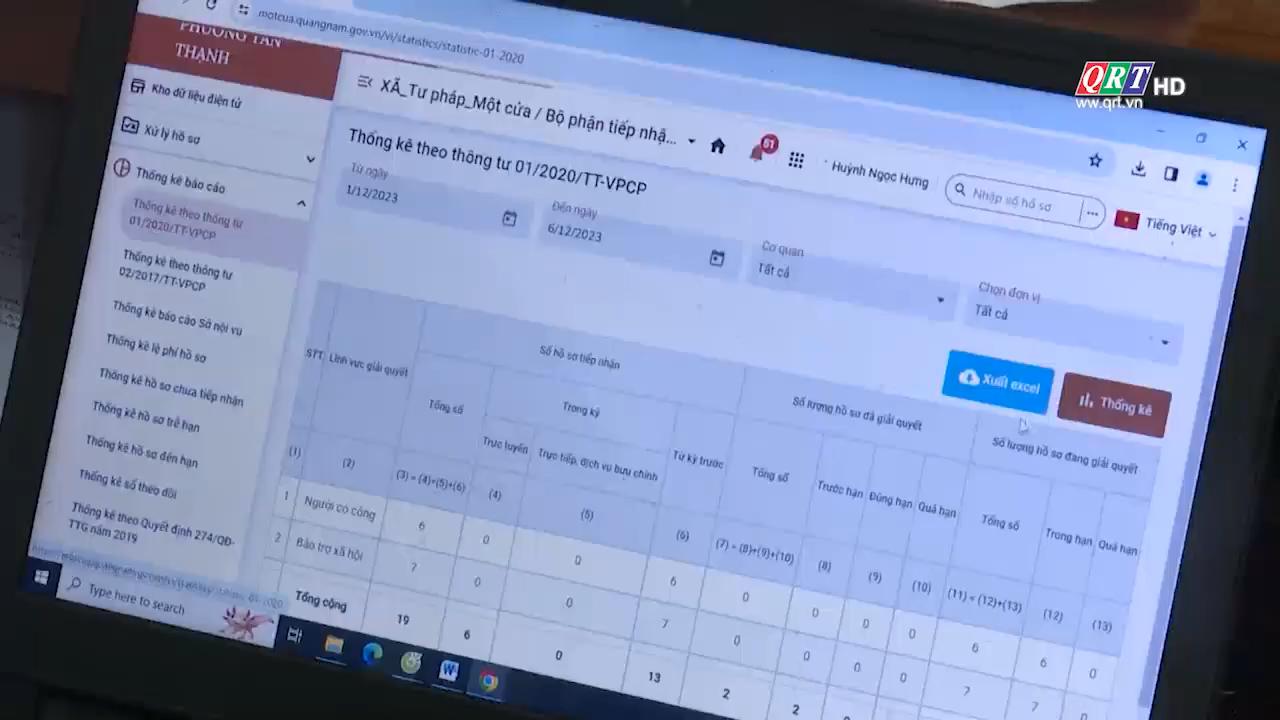 motcua.quangnam.gov.vn/vi/statistics/statistic-01-2020
QRT HD
www.qrt.vn
PHƯỜNG TÂN
THẠNH
Kho dữ liệu điện tử
Xử lý hồ sơ
Thống kê báo cáo
Thống kê theo thông tư
01/2020/TT-VPCP
Thống kê theo thông tư
02/2017/TT-VPCP
Thống kê báo cáo Sở nội vụ
Thống kê lệ phí hồ sơ
Thống kê hồ sơ chưa tiếp nhận
Thống kê hồ sơ trễ hạn
Thống kê hồ sơ đến hạn
Thống kê sổ theo dõi
Thống kê theo Quyết định 274/QĐ-
TTG năm 2019
XÃ_Tư pháp_Một cửa / Bộ phận tiếp nhậ...
61
Huỳnh Ngọc Hưng
Nhập số hồ sơ
Tiếng Việt
Thống kê theo thông tư 01/2020/TT-VPCP
Từ ngày
1/12/2023
Đến ngày
6/12/2023
Cơ quan
Tất cả
Chọn đơn vị
Tất cả
Xuất excel
Thống kê
STT Lĩnh vực giải quyết Số hồ sơ tiếp nhận Số lượng hồ sơ đã giải quyết Số lượng hồ sơ đang giải quyết
Tổng số Trong kỳ Từ kỳ trước Tổng số Trước hạn Đúng hạn Quá hạn Tổng số Trong hạn Quá hạn
Trực tuyến Trực tiếp, dịch vụ bưu chính
(1) (2) (3) = (4)+(5)+(6) (4) (5) (6) (7) = (8)+(9)+(10) (8) (9) (10) (11) = (12)+(13) (12) (13)
1 Người có công 6 0 0 6 0 0 0 0 6 6 0
2 Bảo trợ xã hội 7 0 0 7 0 0 0 0 7 7 0
Tổng cộng 19 6 0 13 2 2
Type here to search